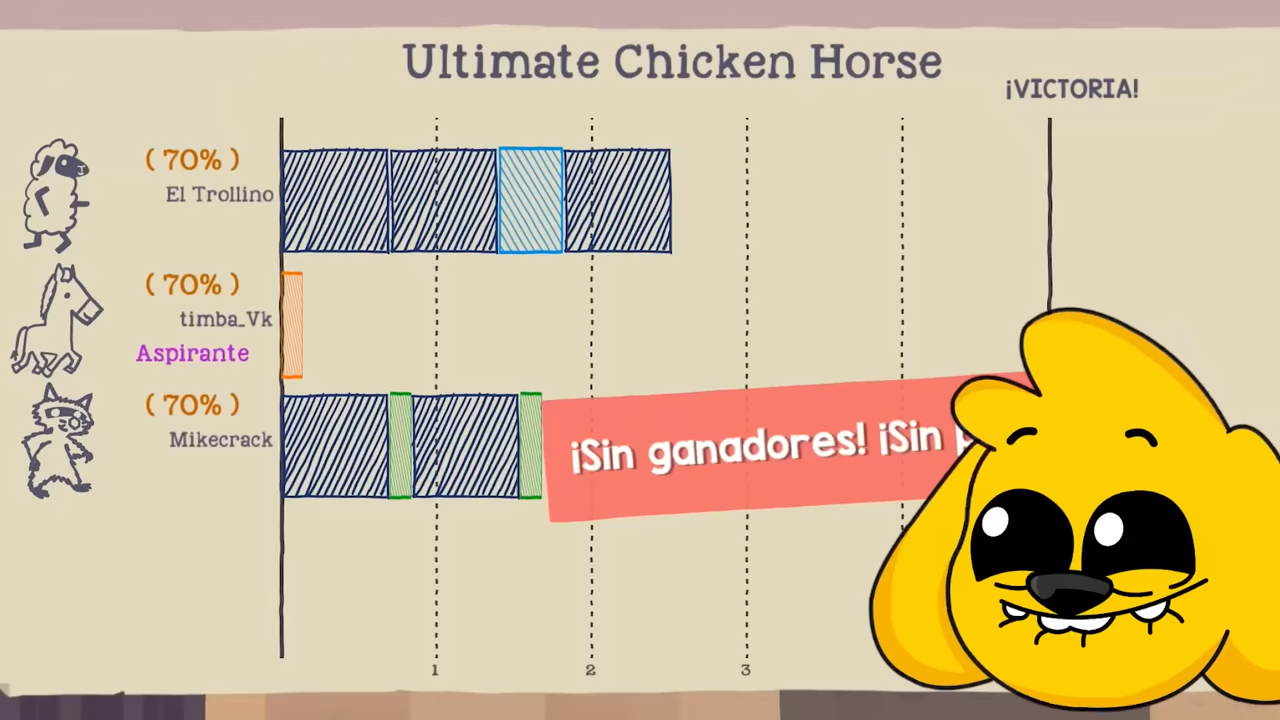 Ultimate Chicken Horse
¡VICTORIA!
( 70% )
El Trollino
( 70% )
timba_Vk
Aspirante
( 70% )
Mikecrack
¡Sin ganadores! ¡Sin
1
2
3